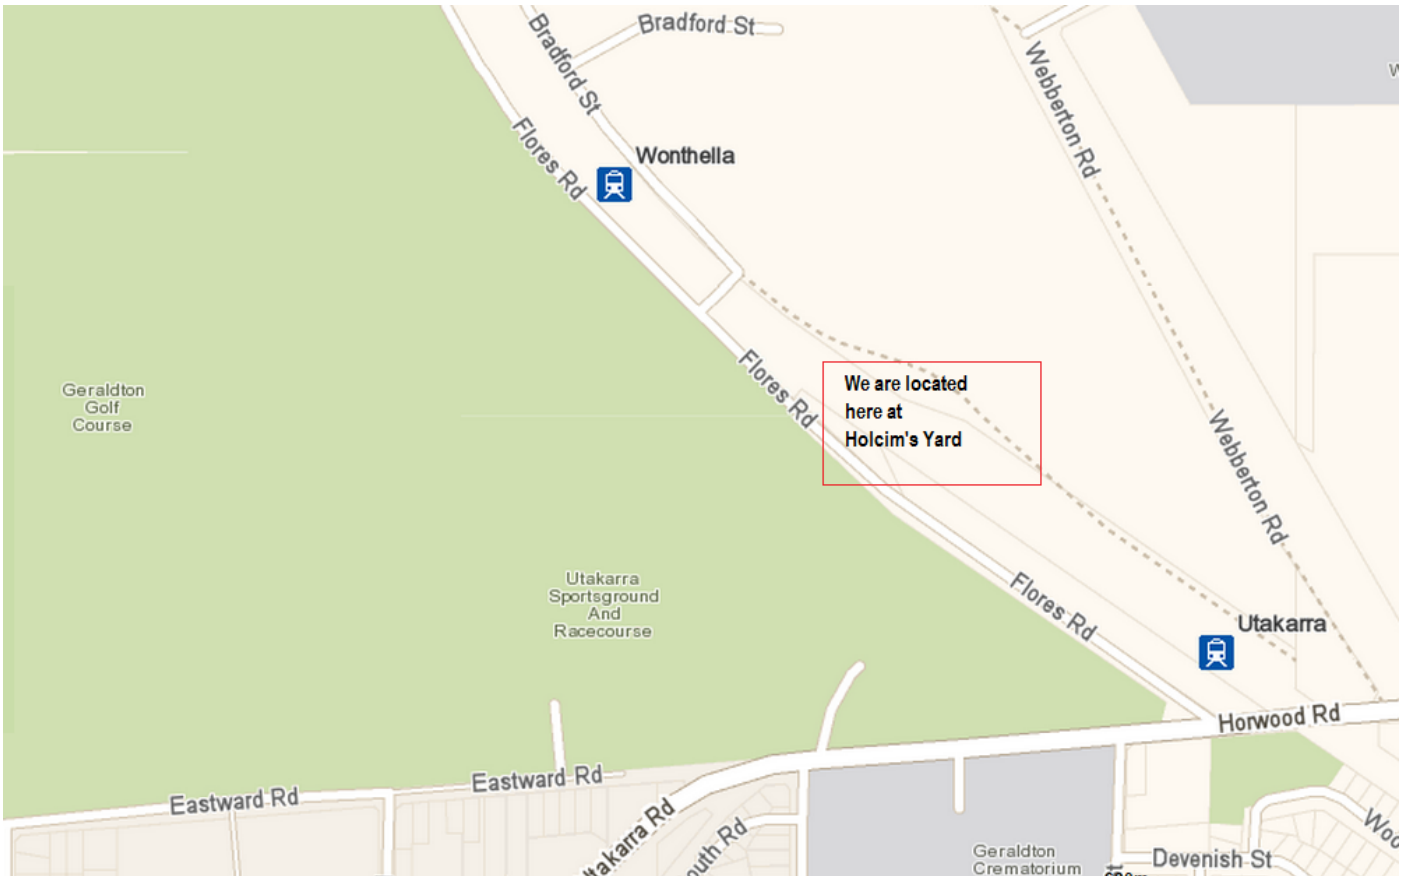 Bradford St
Bradford St
Webberton Rd
Flores Rd
Wonthella
Flores Rd
We are located
here at
Holcim's Yard
Geraldton
Golf
Course
Webberton Rd
Utakarra
Sportsground
And
Racecourse
Flores Rd
Utakarra
Horwood Rd
Eastward Rd
Eastward Rd
Utakarra Rd
Geraldton
Crematorium
Devenish St